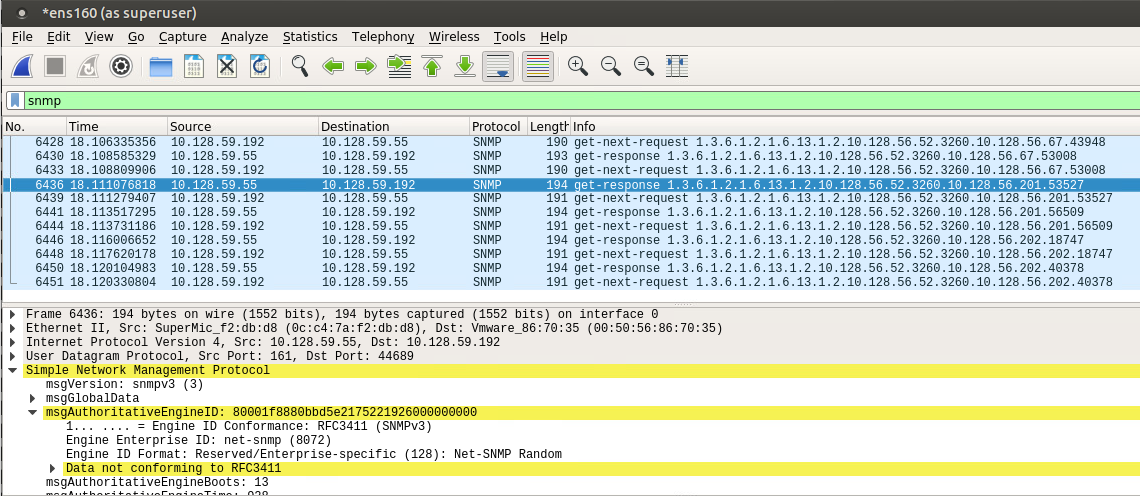 *ens160 (as superuser)
File Edit View Go Capture Analyze Statistics Telephony Wireless Tools Help
snmp
No. Time Source Destination Protocol Length Info
6428 18.106335356 10.128.59.192 10.128.59.55 SNMP 190 get-next-request 1.3.6.1.2.1.6.13.1.2.10.128.56.52.3260.10.128.56.67.43948
6430 18.108585329 10.128.59.55 10.128.59.192 SNMP 193 get-response 1.3.6.1.2.1.6.13.1.2.10.128.56.52.3260.10.128.56.67.53008
6433 18.108809906 10.128.59.192 10.128.59.55 SNMP 190 get-next-request 1.3.6.1.2.1.6.13.1.2.10.128.56.52.3260.10.128.56.67.53008
6436 18.111076818 10.128.59.55 10.128.59.192 SNMP 194 get-response 1.3.6.1.2.1.6.13.1.2.10.128.56.52.3260.10.128.56.201.53527
6439 18.111279407 10.128.59.192 10.128.59.55 SNMP 191 get-next-request 1.3.6.1.2.1.6.13.1.2.10.128.56.52.3260.10.128.56.201.53527
6441 18.113517295 10.128.59.55 10.128.59.192 SNMP 194 get-response 1.3.6.1.2.1.6.13.1.2.10.128.56.52.3260.10.128.56.201.56509
6444 18.113731186 10.128.59.192 10.128.59.55 SNMP 191 get-next-request 1.3.6.1.2.1.6.13.1.2.10.128.56.52.3260.10.128.56.201.56509
6446 18.116006652 10.128.59.55 10.128.59.192 SNMP 194 get-response 1.3.6.1.2.1.6.13.1.2.10.128.56.52.3260.10.128.56.202.18747
6448 18.117620178 10.128.59.192 10.128.59.55 SNMP 191 get-next-request 1.3.6.1.2.1.6.13.1.2.10.128.56.52.3260.10.128.56.202.18747
6450 18.120104983 10.128.59.55 10.128.59.192 SNMP 194 get-response 1.3.6.1.2.1.6.13.1.2.10.128.56.52.3260.10.128.56.202.40378
6451 18.120330804 10.128.59.192 10.128.59.55 SNMP 191 get-next-request 1.3.6.1.2.1.6.13.1.2.10.128.56.52.3260.10.128.56.202.40378
Frame 6436: 194 bytes on wire (1552 bits), 194 bytes captured (1552 bits) on interface 0
Ethernet II, Src: SuperMic_f2:db:d8 (0c:c4:7a:f2:db:d8), Dst: Vmware_86:70:35 (00:50:56:86:70:35)
Internet Protocol Version 4, Src: 10.128.59.55, Dst: 10.128.59.192
User Datagram Protocol, Src Port: 161, Dst Port: 44689
Simple Network Management Protocol
msgVersion: snmpv3 (3)
msgGlobalData
msgAuthoritativeEngineID: 80001f8880bbd5e2175221926000000000
1... .... = Engine ID Conformance: RFC3411 (SNMPv3)
Engine Enterprise ID: net-snmp (8072)
Engine ID Format: Reserved/Enterprise-specific (128): Net-SNMP Random
Data not conforming to RFC3411
msgAuthoritativeEngineBoots: 13
msgAuthoritativeEngineTime: